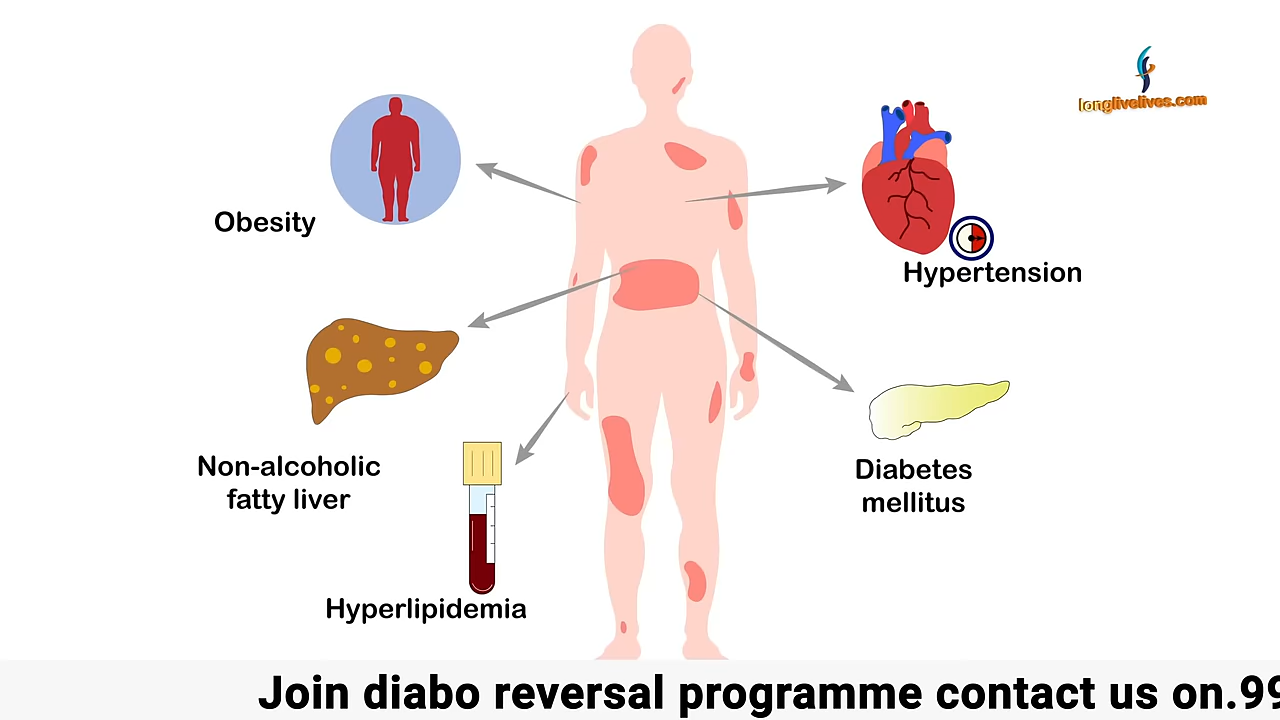 longlivelives.com
Obesity
Hypertension
Non-alcoholic
fatty liver
Diabetes
mellitus
Hyperlipidemia
Join diabo reversal programme contact us on.99